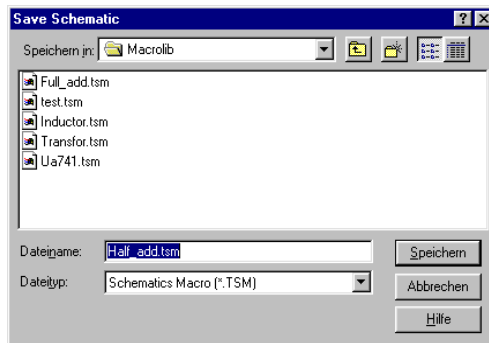 Save Schematic
Speichern in: Macrolib
Full_add.tsm
test.tsm
Inductor.tsm
Transfor.tsm
Ua741.tsm
Dateiname: Half_add.tsm Speichern
Dateityp: Schematics Macro (*.TSM) Abbrechen
Hilfe